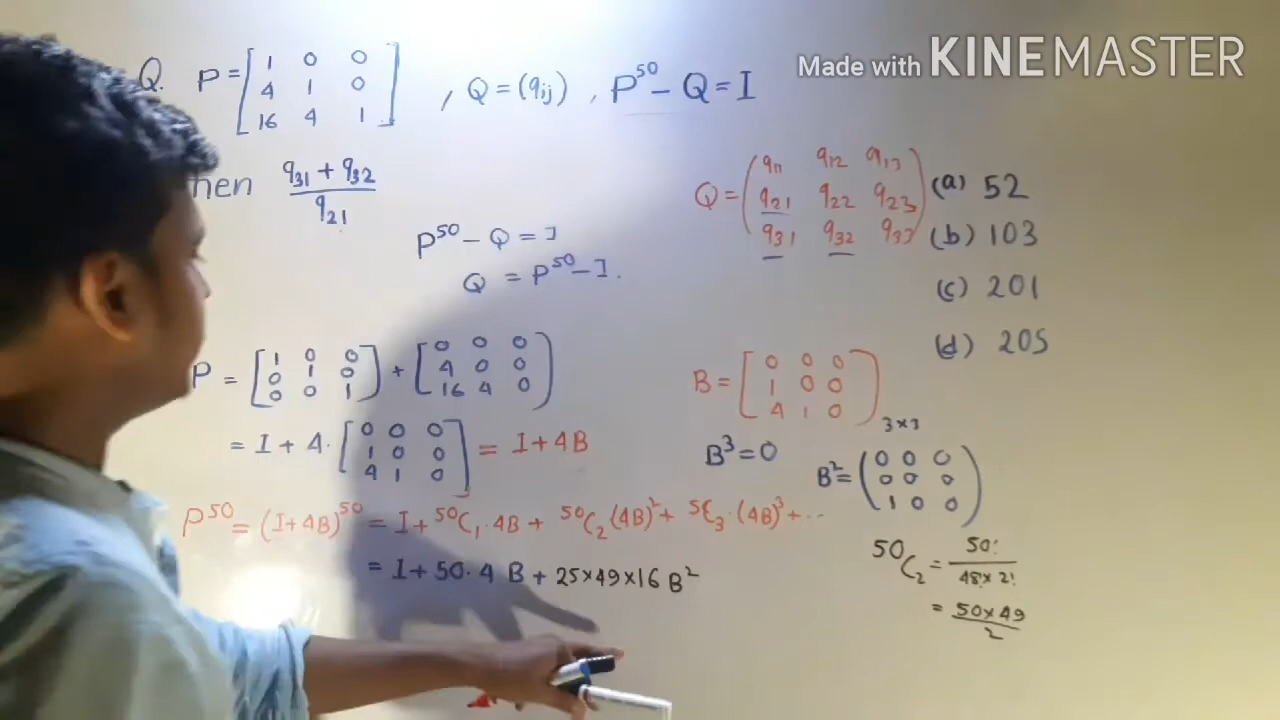 Made with KINEMASTER
Q. P = [1 0 0
4 1 0
16 4 1] , Q = (qij) , P^50 - Q = I
hen (q31 + q32) / q21
P^50 - Q = I
Q = P^50 - I.
Q = (q11 q12 q13
q21 q22 q23
q31 q32 q33)
(a) 52
(b) 103
(c) 201
(d) 205
P = [1 0 0
0 1 0
0 0 1] + [0 0 0
4 0 0
16 4 0]
= I + 4. [0 0 0
1 0 0
4 1 0] = I + 4B
B = [0 0 0
1 0 0
4 1 0] 3×3
B^3 = 0
B^2 = (0 0 0
0 0 0
1 0 0)
P^50 = (I+4B)^50 = I + 50C1 . 4B + 50C2 (4B)^2 + 50C3 . (4B)^3 + ...
= I + 50. 4 B + 25×49×16 B^2
50C2 = 50! / 48! × 2!
= 50×49 / 2